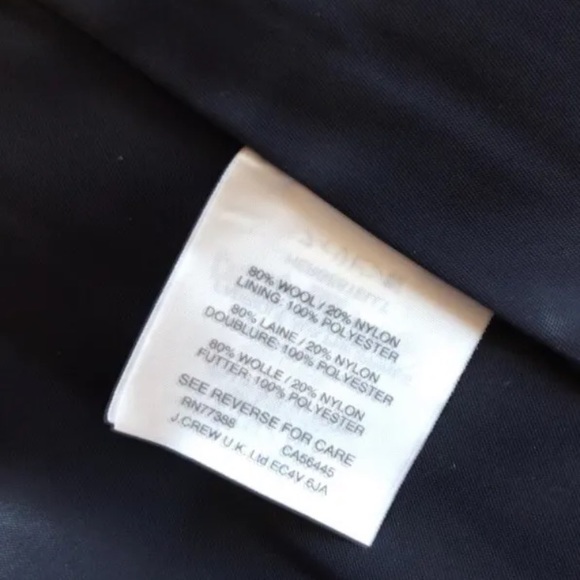 80% WOOL / 20% NYLON
LINING: 100% POLYESTER
80% LAINE / 20% NYLON
DOUBLURE: 100% POLYESTER
80% WOLLE / 20% NYLON
FUTTER: 100% POLYESTER
SEE REVERSE FOR CARE
RN77388 CA56445
J.CREW U.K. Ltd EC4V 6JA